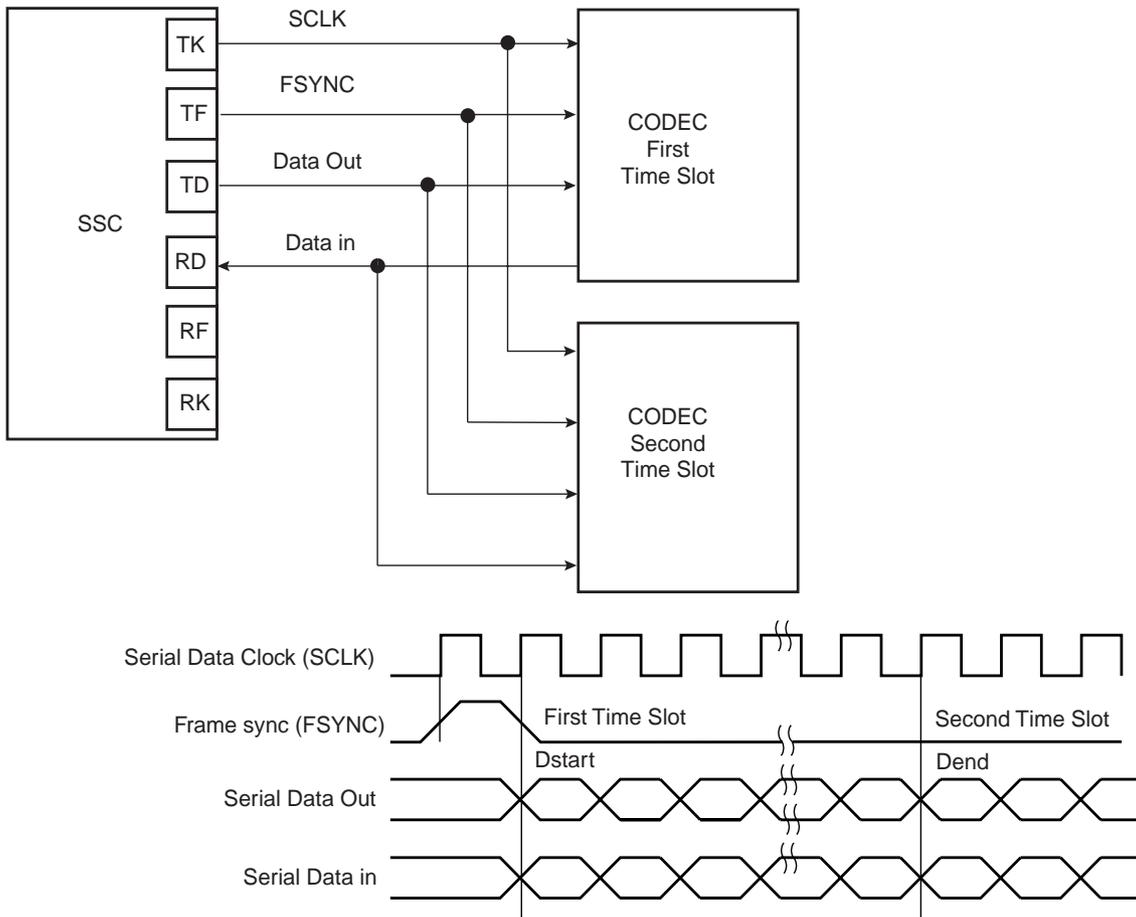 SCLK
TK
FSYNC
TF
CODEC
First
Time Slot
Data Out
TD
SSC
Data in
RD
RF
RK
CODEC
Second
Time Slot
Serial Data Clock (SCLK)
Frame sync (FSYNC)
First Time Slot
Second Time Slot
Dstart
Dend
Serial Data Out
Serial Data in